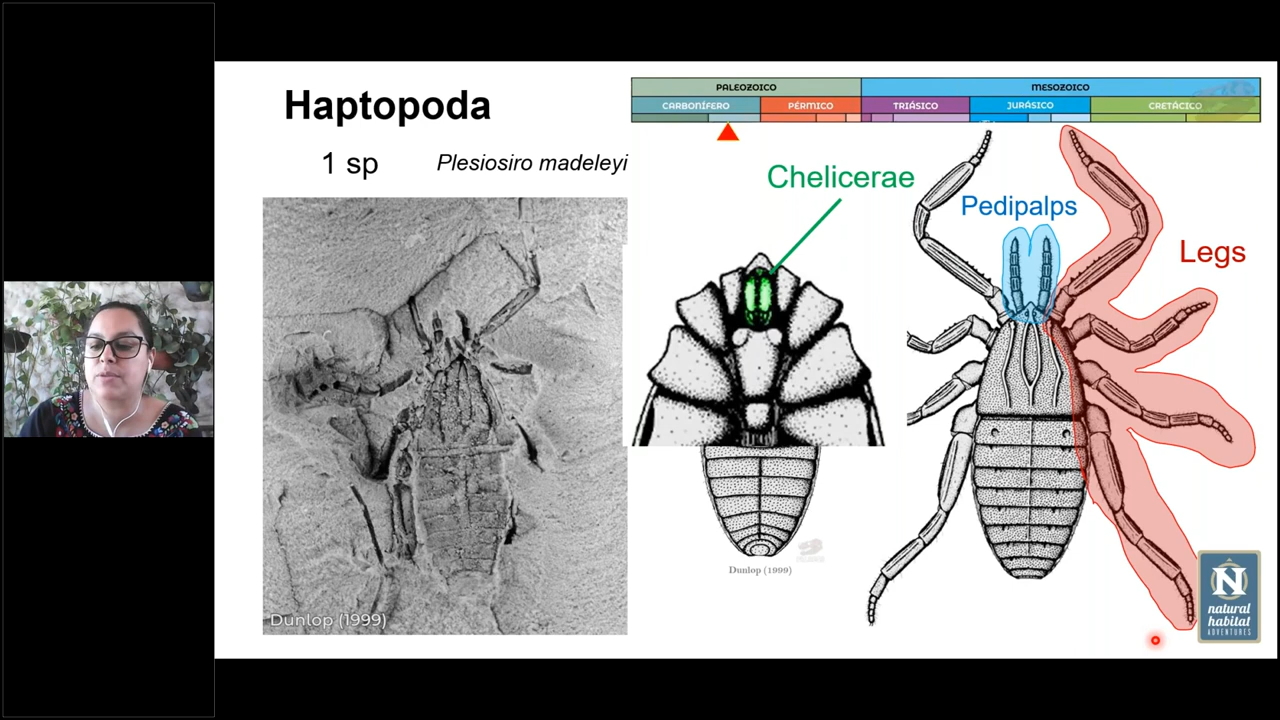 Haptopoda
1 sp
Plesiosiro madeleyi
PALEOZOICO
MESOZOICO
CARBONÍFERO
PÉRMICO
TRIÁSICO
JURÁSICO
CRETÁCICO
Chelicerae
Pedipalps
Legs
Dunlop (1999)
Dunlop (1999)
N
natural
habitat
ADVENTURES